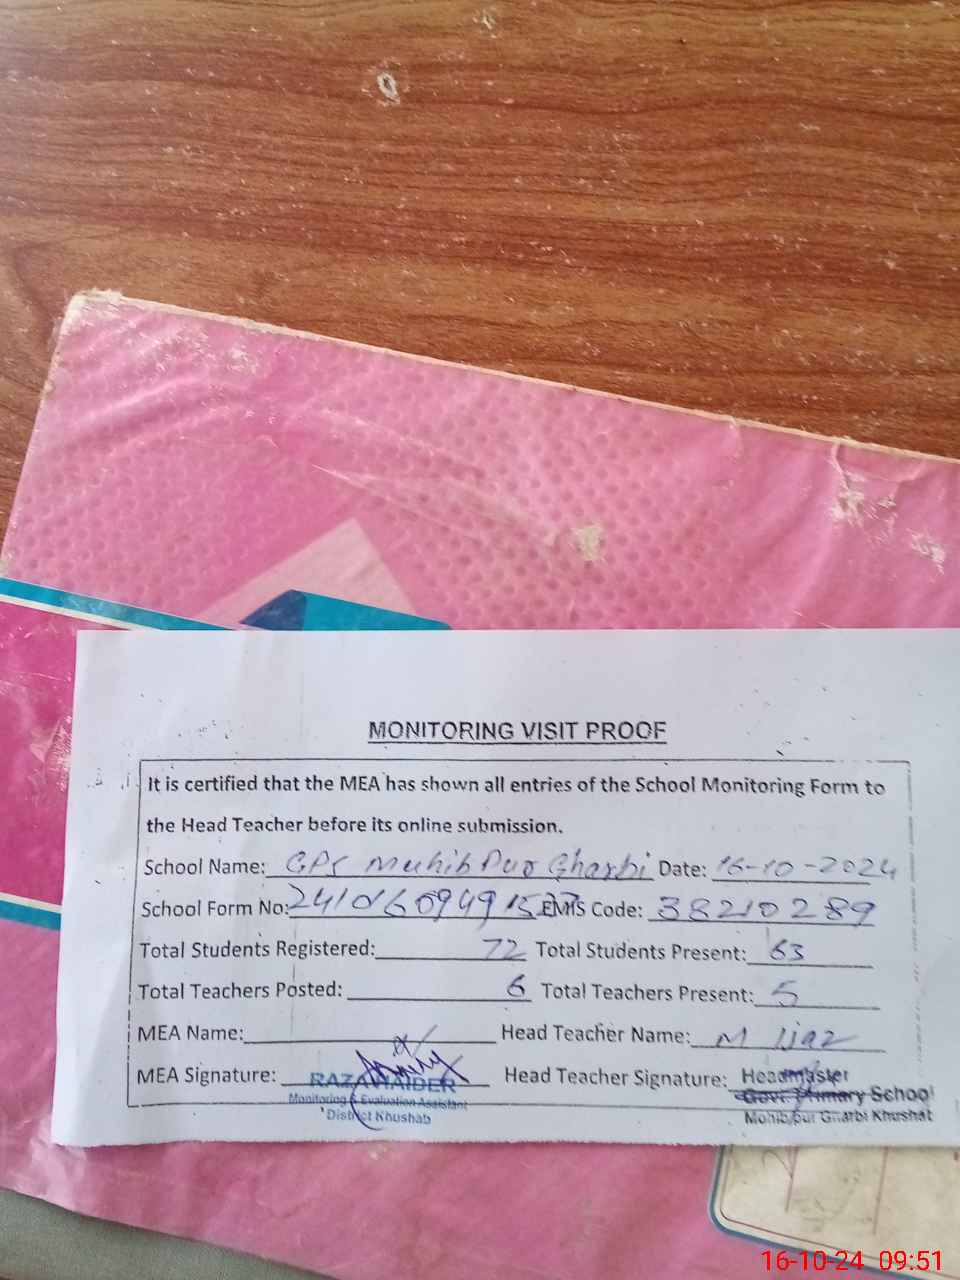 MONITORING VISIT PROOF
It is certified that the MEA has shown all entries of the School Monitoring Form to
the Head Teacher before its online submission.
School Name: GPS Muhib Pur Gharbi Date: 16-10-2024
School Form No: EMIS Code: 38210289
Total Students Registered: 72 Total Students Present: 63
Total Teachers Posted: 6 Total Teachers Present: 5
MEA Name: Head Teacher Name: M Ijaz
MEA Signature: RAZA HAIDER Head Teacher Signature: Headmaster
Monitoring & Evaluation Assistant Govt. Primary School
District Khushab Mohibpur Gharbi Khushab
16-10-24 09:51